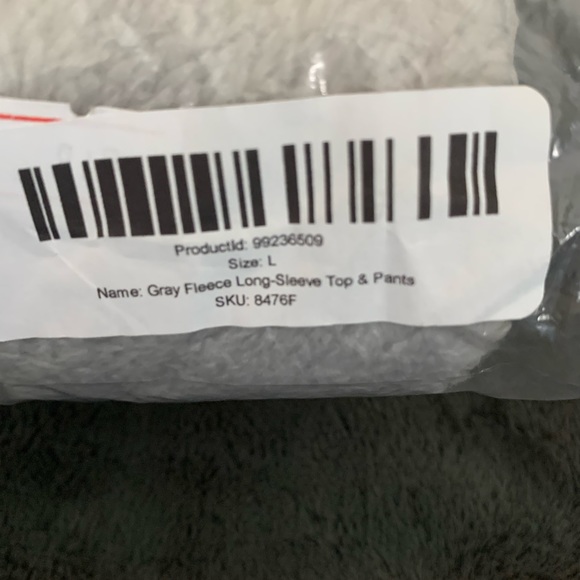 ProductId: 99236509
Size: L
Name: Gray Fleece Long-Sleeve Top & Pants
SKU: 8476F